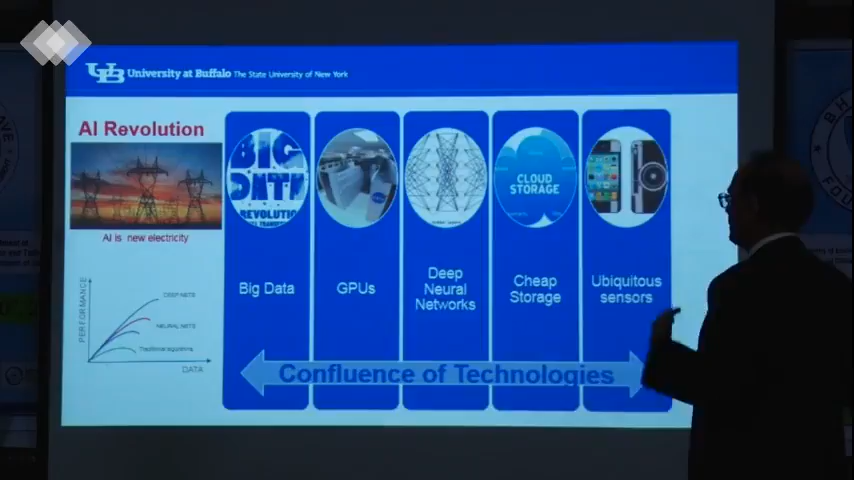 UB University at Buffalo The State University of New York
AI Revolution
AI is new electricity
PERFORMANCE
DEEP NETS
NEURAL NETS
Traditional algorithms
DATA
BIG
DATA
REVOLUTION
CLOUD
STORAGE
Big Data
GPUs
Deep
Neural
Networks
Cheap
Storage
Ubiquitous
sensors
Confluence of Technologies